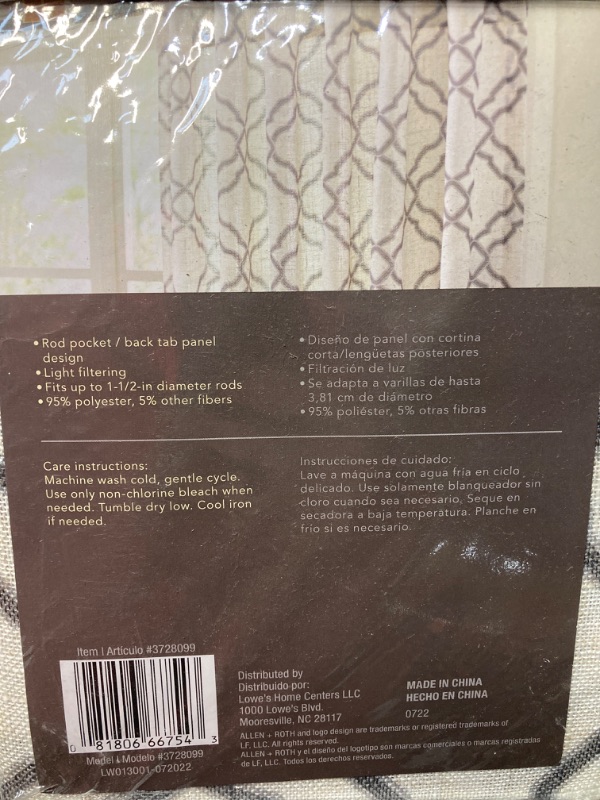 • Rod pocket / back tab panel
design
• Light filtering
• Fits up to 1-1/2-in diameter rods
• 95% polyester, 5% other fibers
• Diseño de panel con cortina
corta/lengüetas posteriores
• Filtración de luz
• Se adapta a varillas de hasta
3,81 cm de diámetro
• 95% poliéster, 5% otras fibras
Care instructions:
Machine wash cold, gentle cycle.
Use only non-chlorine bleach when
needed. Tumble dry low. Cool iron
if needed.
Instrucciones de cuidado:
Lave a máquina con agua fría en ciclo
delicado. Use solamente blanqueador sin
cloro cuando sea necesario. Seque en
secadora a baja temperatura. Planche en
frío si es necesario.
Item | Artículo #3728099
0 81806 66754 3
Model | Modelo #3728099
LW013001-072022
Distributed by
Distribuido por:
Lowe's Home Centers LLC
1000 Lowe's Blvd.
Mooresville, NC 28117
MADE IN CHINA
HECHO EN CHINA
0722
ALLEN + ROTH and logo design are trademarks or registered trademarks of
LF, LLC. All rights reserved.
ALLEN + ROTH y el diseño del logotipo son marcas comerciales o marcas registradas
de LF, LLC. Todos los derechos reservados.